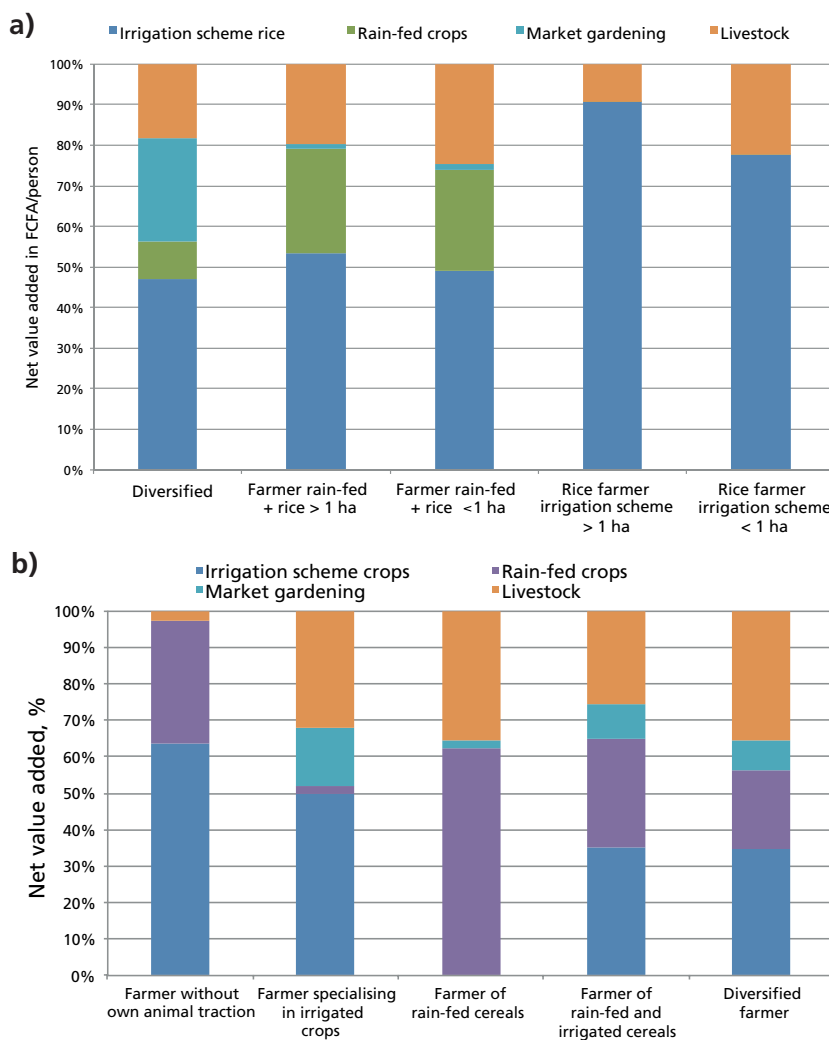 a)
Irrigation scheme rice Rain-fed crops Market gardening Livestock
Net value added in FCFA/person
100%
90%
80%
70%
60%
50%
40%
30%
20%
10%
0%
Diversified
Farmer rain-fed
+ rice > 1 ha
Farmer rain-fed
+ rice <1 ha
Rice farmer
irrigation scheme
> 1 ha
Rice farmer
irrigation scheme
< 1 ha
b)
Irrigation scheme crops Rain-fed crops
Market gardening Livestock
Net value added, %
100%
90%
80%
70%
60%
50%
40%
30%
20%
10%
0%
Farmer without
own animal traction
Farmer specialising
in irrigated
crops
Farmer of
rain-fed cereals
Farmer of
rain-fed and
irrigated cereals
Diversified
farmer